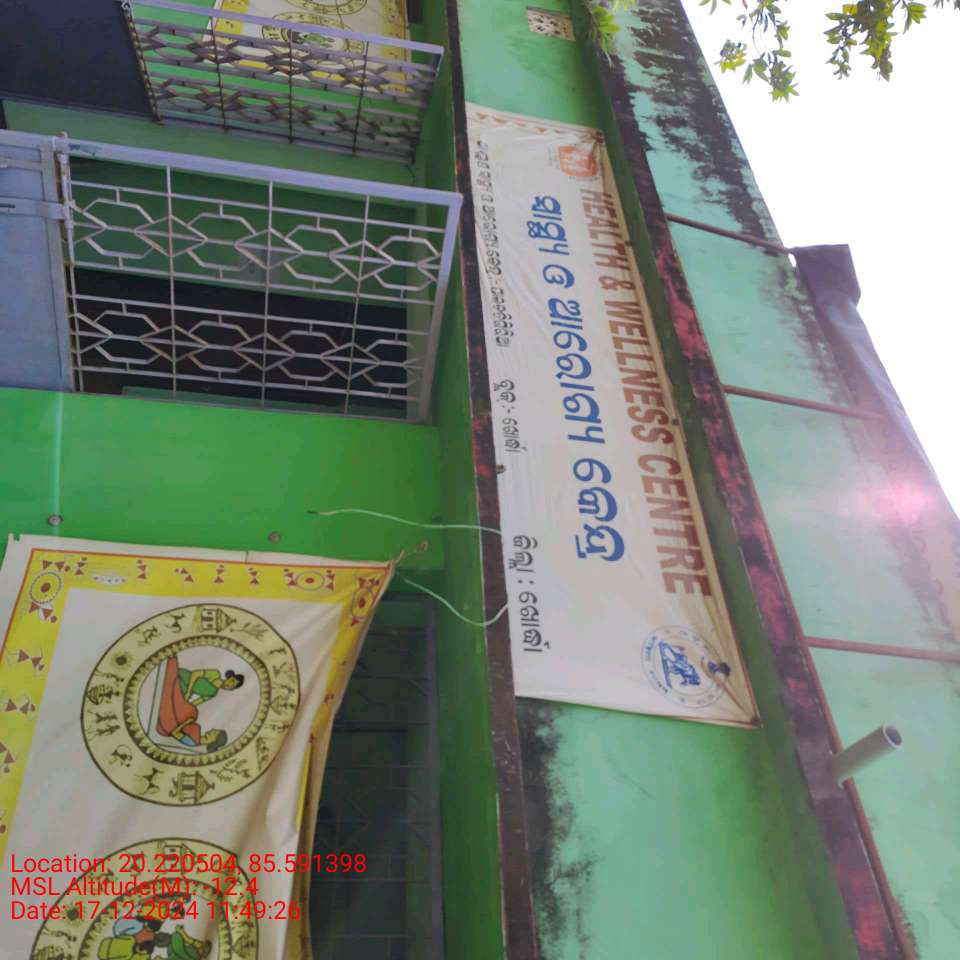 HEALTH & WELLNESS CENTRE
ସ୍ୱାସ୍ଥ୍ୟ ଓ ଆରୋଗ୍ୟ କେନ୍ଦ୍ର
ବ୍ଲକ୍ :- ଖୋର୍ଦ୍ଧା
ଜିଲ୍ଲା : ଖୋର୍ଦ୍ଧା
Location: 20.220504, 85.591398
MSL Altitude(M): -12.4
Date: 17-12-2024 11:49:26